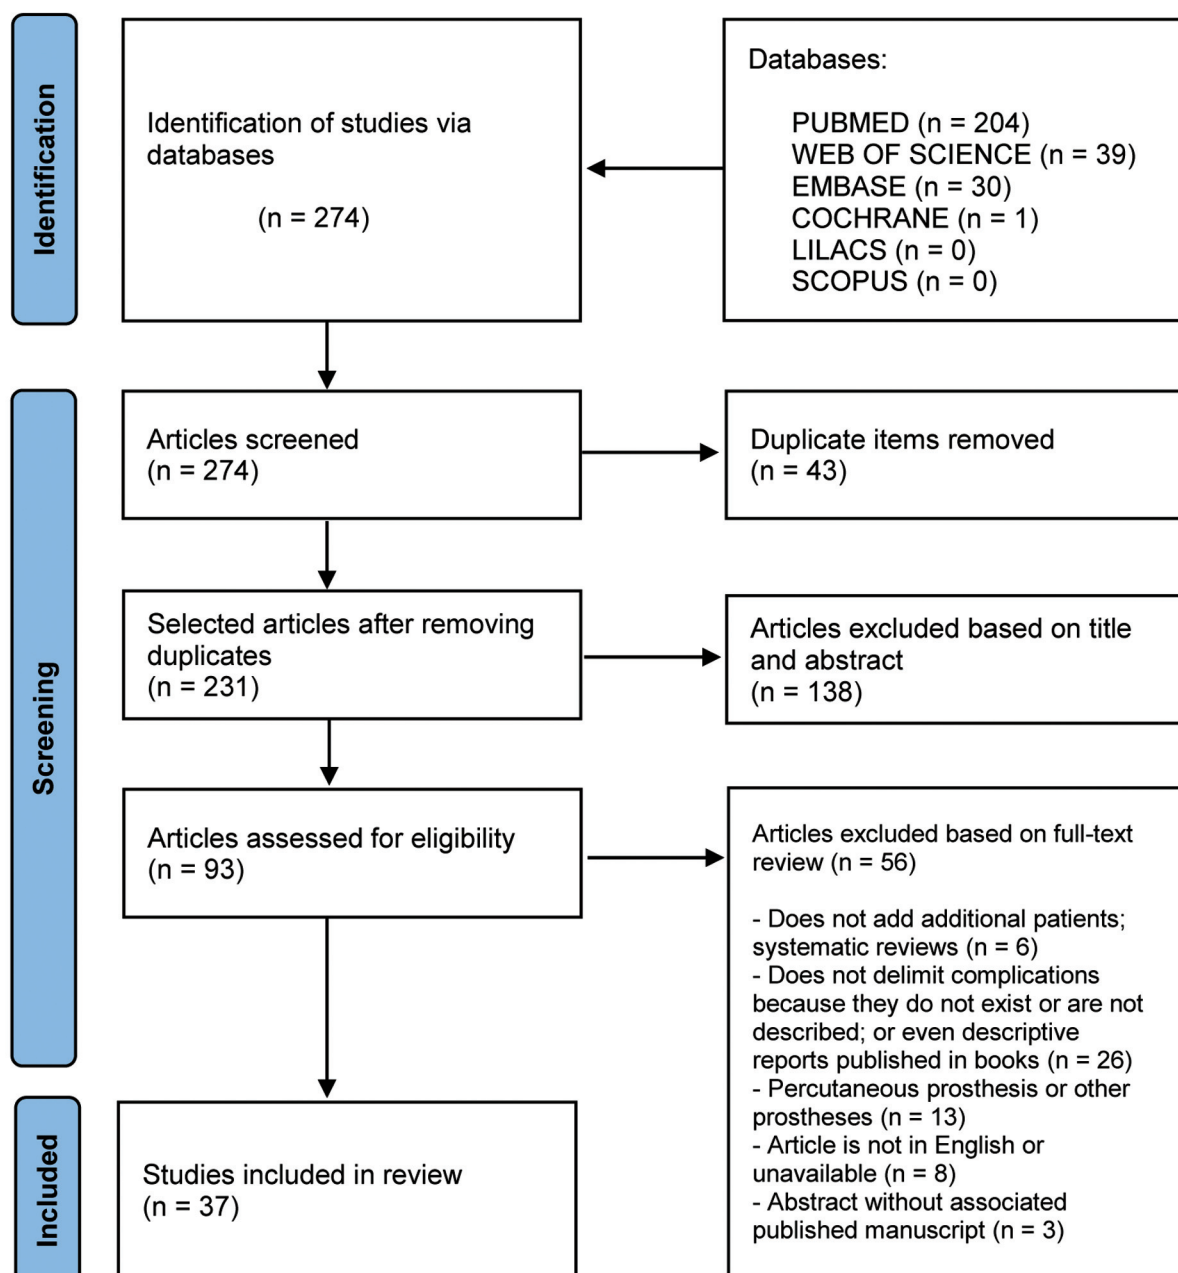 Identification
Identification of studies via
databases
(n = 274)
Databases:
PUBMED (n = 204)
WEB OF SCIENCE (n = 39)
EMBASE (n = 30)
COCHRANE (n = 1)
LILACS (n = 0)
SCOPUS (n = 0)
Screening
Articles screened
(n = 274)
Duplicate items removed
(n = 43)
Selected articles after removing
duplicates
(n = 231)
Articles excluded based on title
and abstract
(n = 138)
Articles assessed for eligibility
(n = 93)
Articles excluded based on full-text
review (n = 56)
- Does not add additional patients;
systematic reviews (n = 6)
- Does not delimit complications
because they do not exist or are not
described; or even descriptive
reports published in books (n = 26)
- Percutaneous prosthesis or other
prostheses (n = 13)
- Article is not in English or
unavailable (n = 8)
- Abstract without associated
published manuscript (n = 3)
Included
Studies included in review
(n = 37)